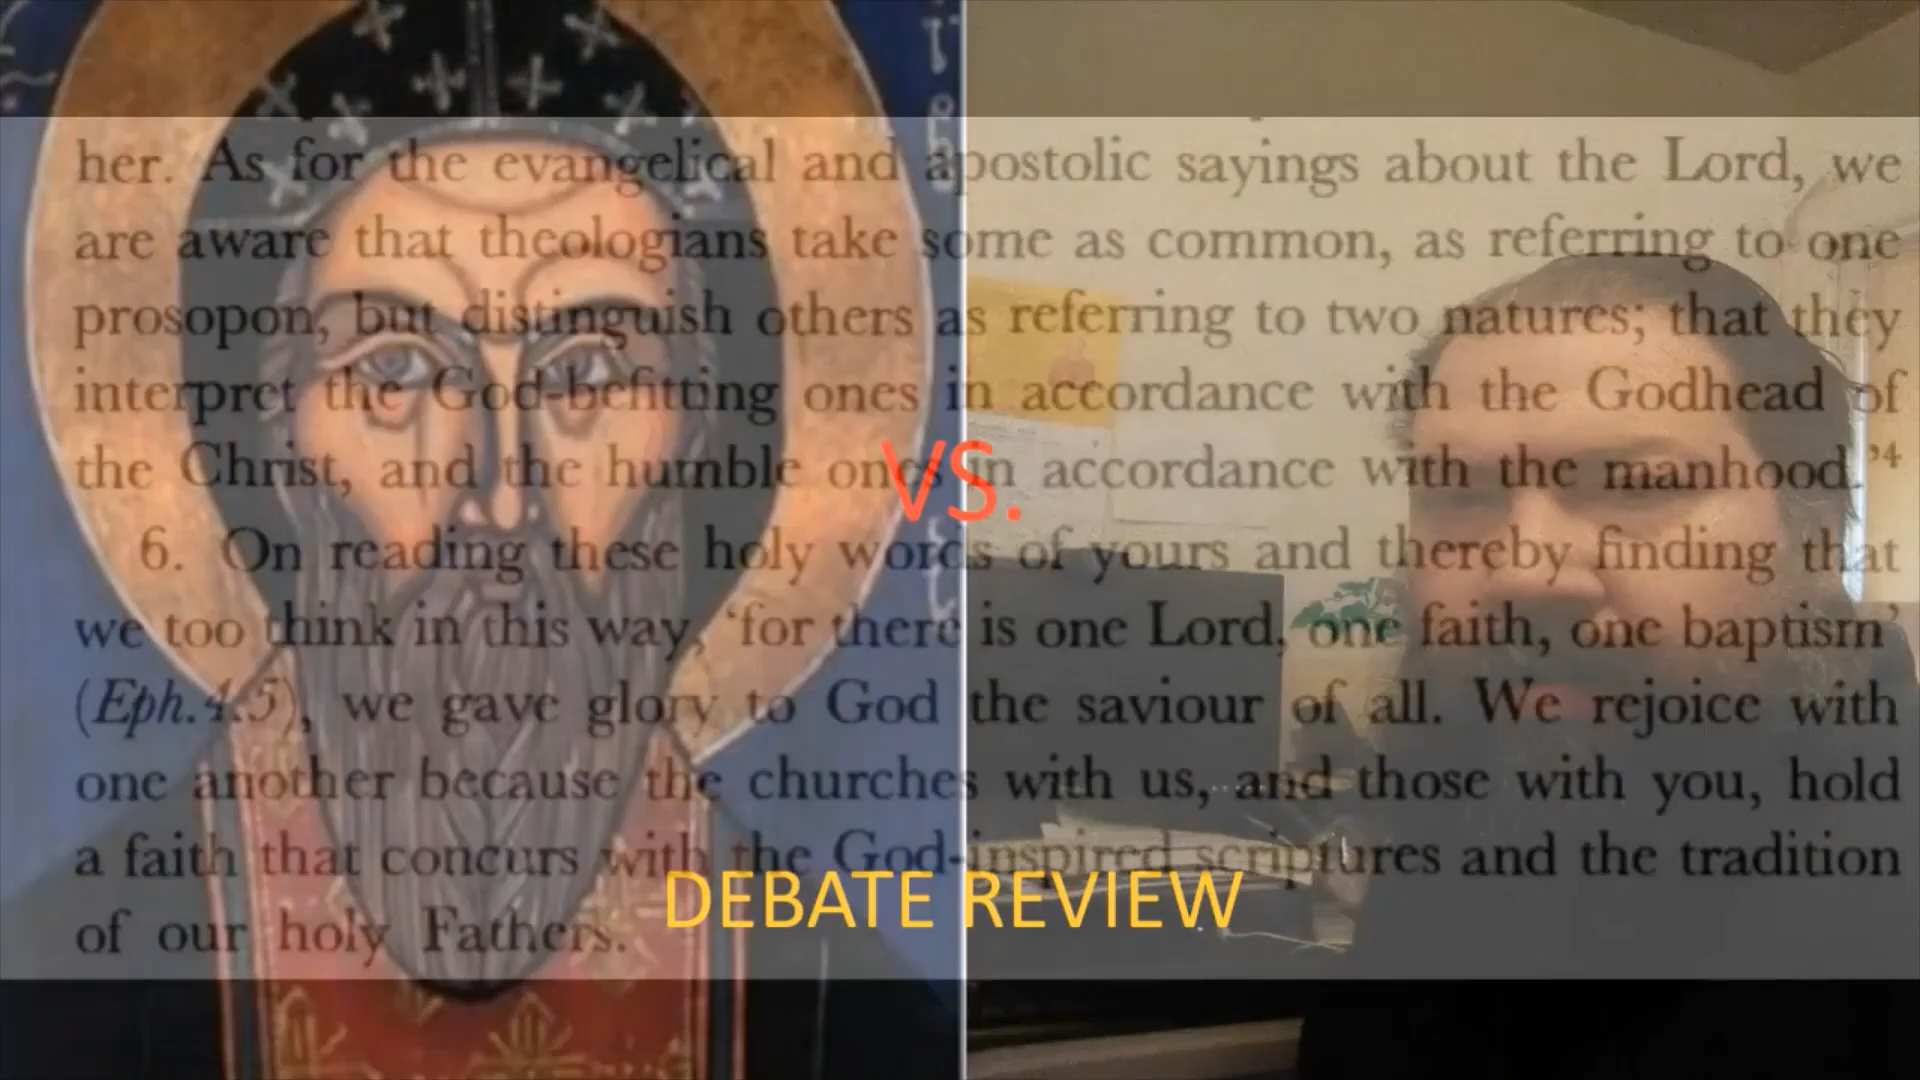 her. As for the evangelical and apostolic sayings about the Lord, we
are aware that theologians take some as common, as referring to one
prosopon, but distinguish others as referring to two natures; that they
interpret the God-befitting ones in accordance with the Godhead of
the Christ, and the humble ones in accordance with the manhood.’4
VS.
6. On reading these holy words of yours and thereby finding that
we too think in this way, ‘for there is one Lord, one faith, one baptism’
(Eph.4.5), we gave glory to God the saviour of all. We rejoice with
one another because the churches with us, and those with you, hold
a faith that concurs with the God-inspired scriptures and the tradition
of our holy Fathers.
DEBATE REVIEW